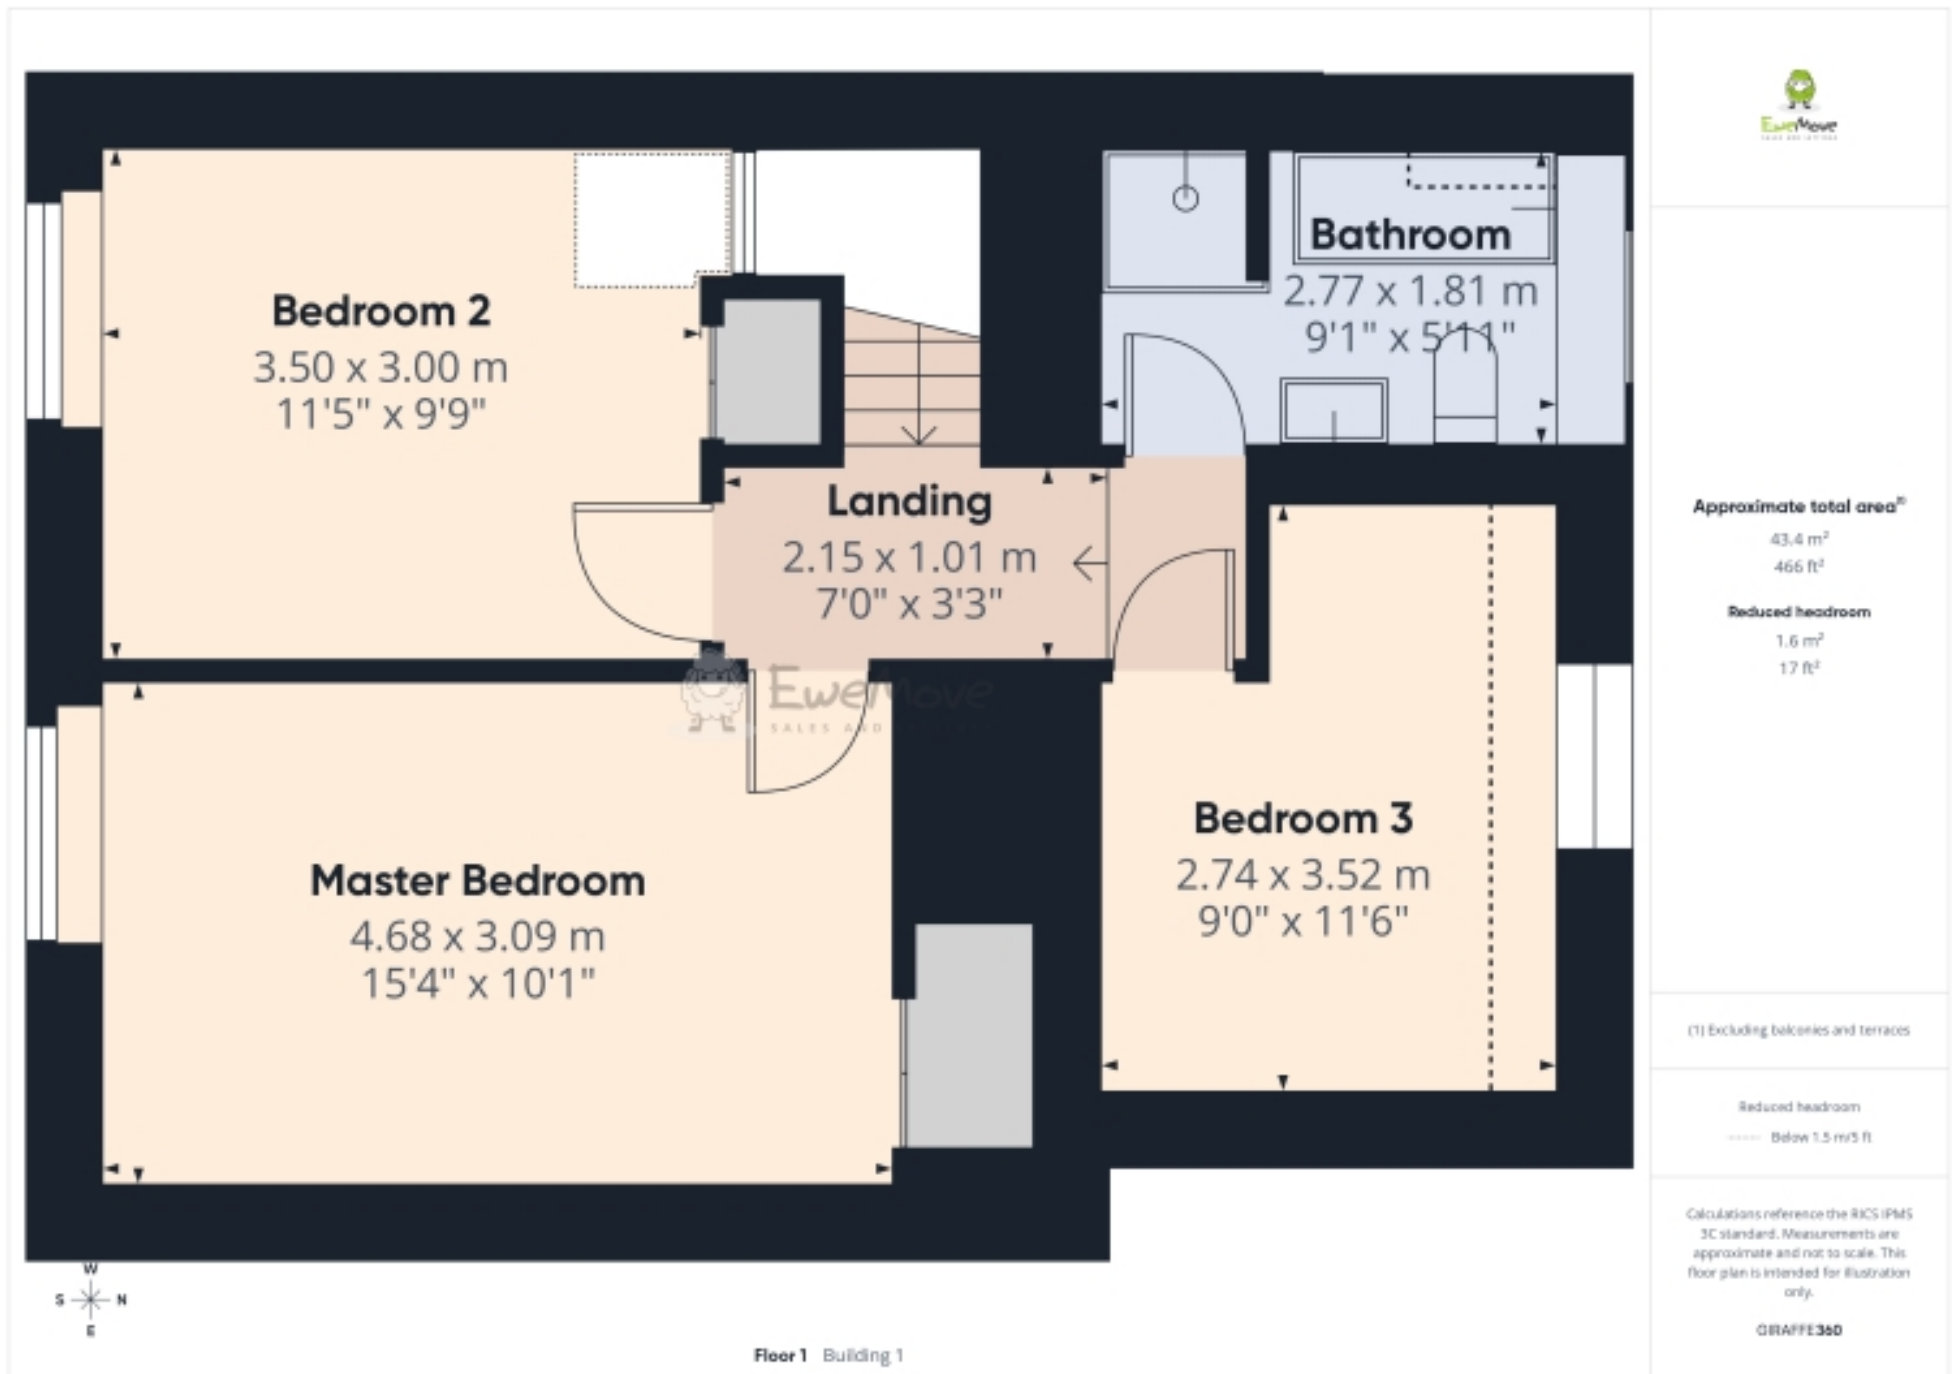 Bedroom 2
3.50 x 3.00 m
11'5" x 9'9"
Bathroom
2.77 x 1.81 m
9'1" x 5'11"
Landing
2.15 x 1.01 m
7'0" x 3'3"
EweMove
SALES AND
Master Bedroom
4.68 x 3.09 m
15'4" x 10'1"
Bedroom 3
2.74 x 3.52 m
9'0" x 11'6"
W
S N
E
Floor 1 Building 1
EweMove
Approximate total area(1)
43.4 m²
466 ft²
Reduced headroom
1.6 m²
17 ft²
(1) Excluding balconies and terraces
Reduced headroom
Below 1.5 m/5 ft
Calculations reference the RICS IPMS
3C standard. Measurements are
approximate and not to scale. This
floor plan is intended for illustration
only.
GIRAFFE360